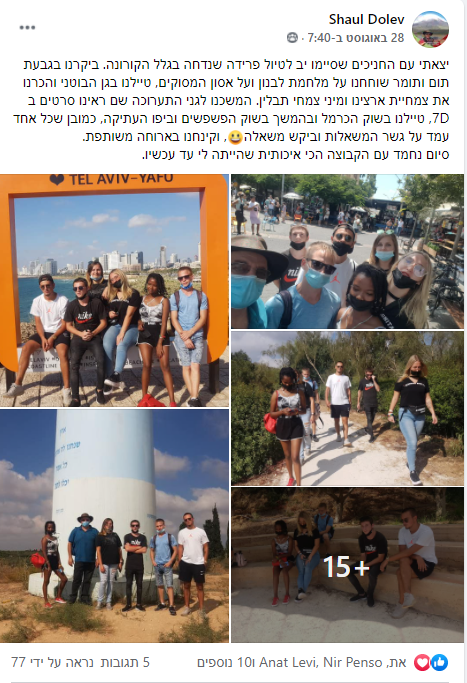 Shaul Dolev
28 באוגוסט ב-7:40
יצאתי עם החניכים שסיימו יב לטיול פרידה שנדחה בגלל הקורונה. ביקרנו בגבעת
תום ותומר שוחחנו על מלחמת לבנון ועל אסון המסוקים, טיילנו בגן הבוטני והכרנו
את צמחיית ארצינו ומיני צמחי תבלין. המשכנו לגני התערוכה שם ראינו סרטים ב
7D, טיילנו בשוק הכרמל ובהמשך בשוק הפשפשים וביפו העתיקה, כמובן שכל אחד
עמד על גשר המשאלות וביקש משאלה😀, וקינחנו בארוחה משותפת.
סיום נחמד עם הקבוצה הכי איכותית שהייתה לי עד עכשיו.
TEL AVIV-YAFO
15+
את, Anat Levi, Nir Penso ו10 נוספים
5 תגובות נראה על ידי 77